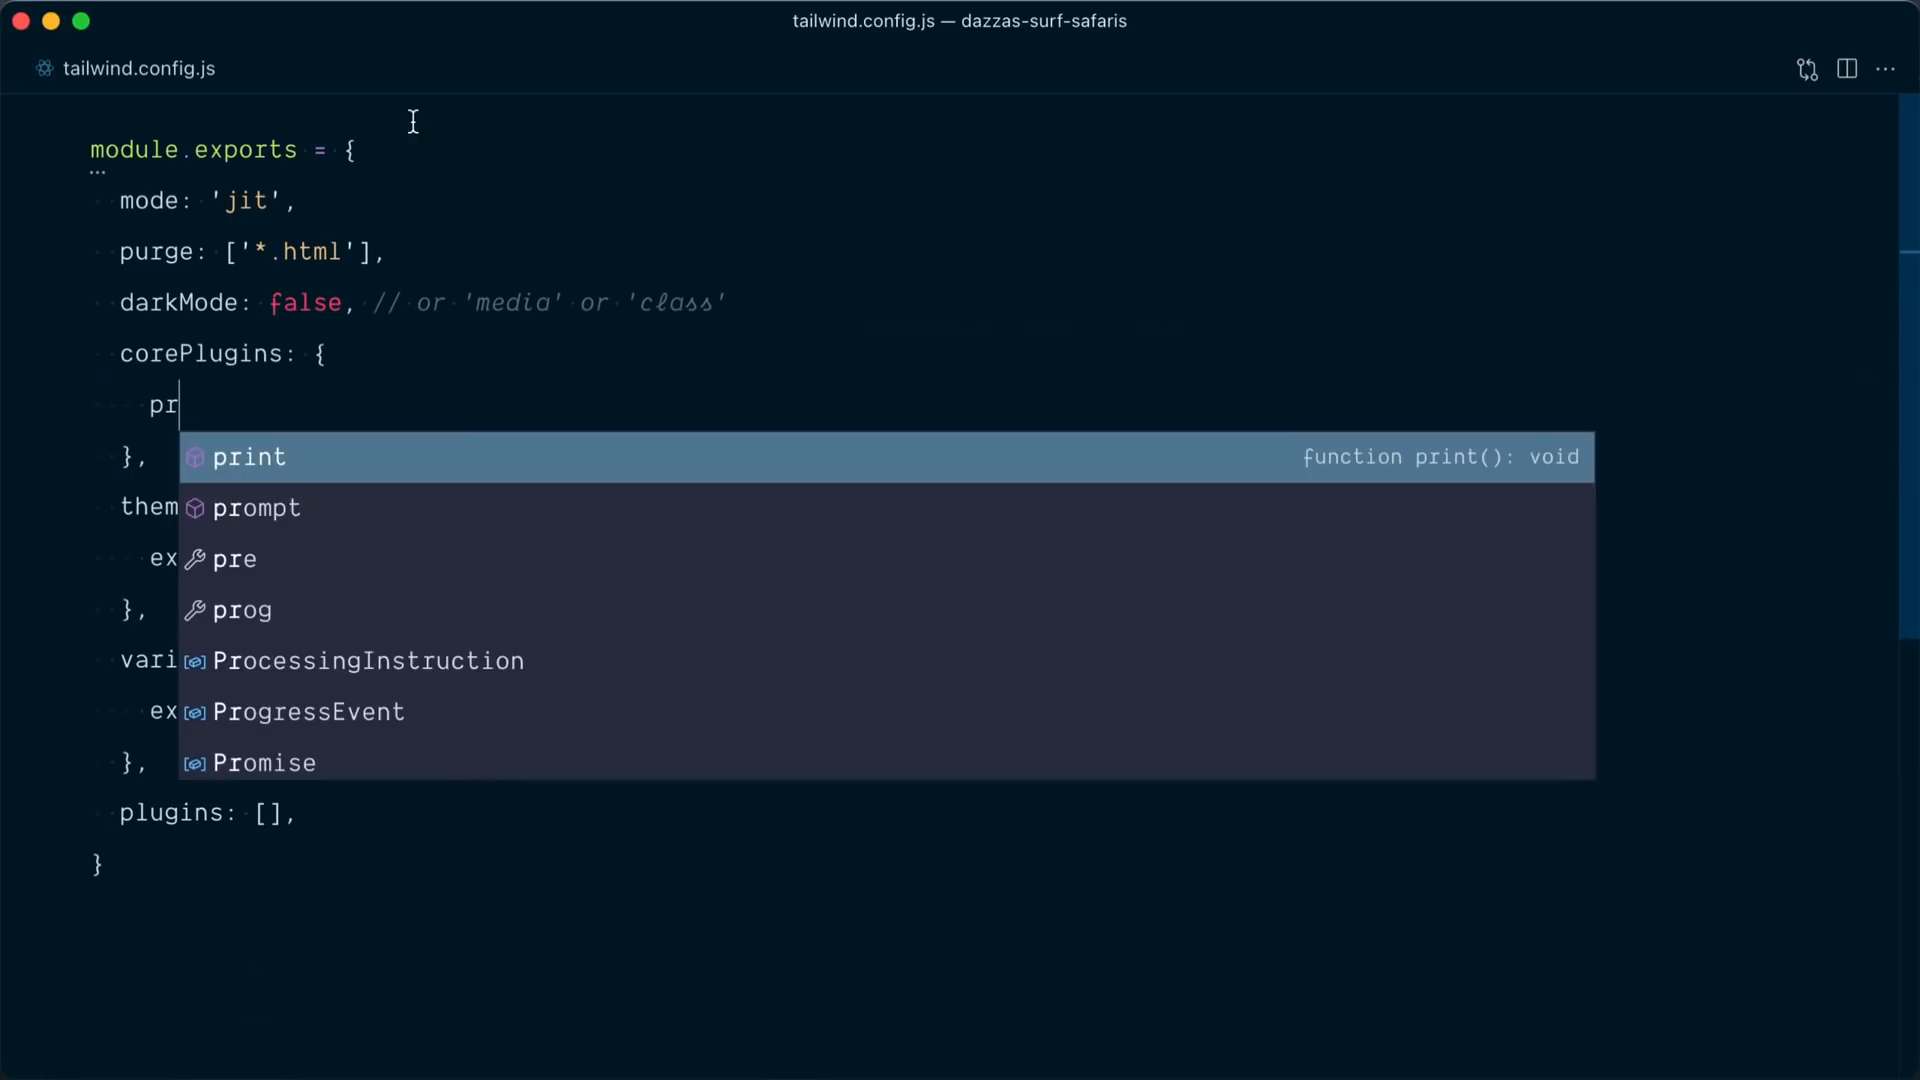 tailwind.config.js — dazzas-surf-safaris
tailwind.config.js
module.exports = {
mode: 'jit',
purge: ['*.html'],
darkMode: false, // or 'media' or 'class'
corePlugins: {
pr
},
print function print(): void
them
prompt
ex
pre
},
prog
vari
ProcessingInstruction
ex
ProgressEvent
},
Promise
plugins: [],
}